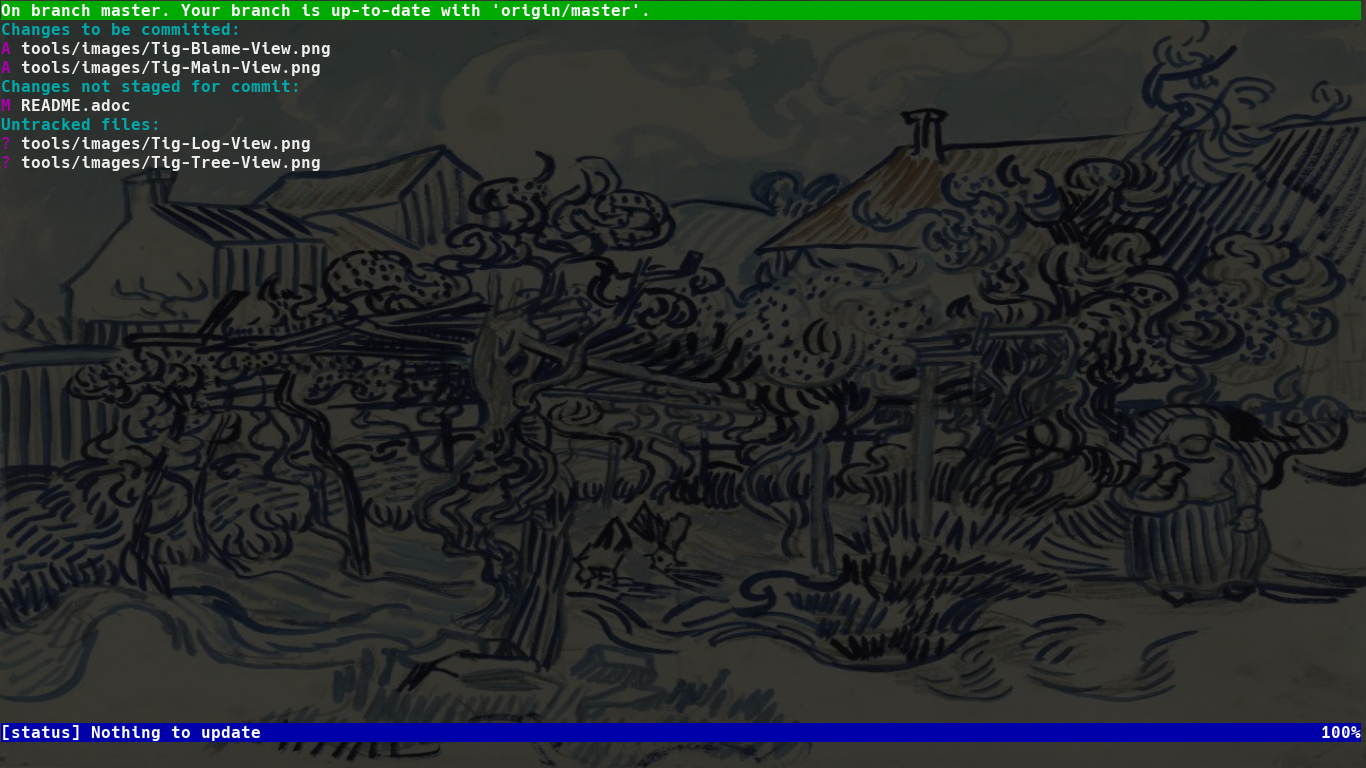 On branch master. Your branch is up-to-date with 'origin/master'.
Changes to be committed:
A tools/images/Tig-Blame-View.png
A tools/images/Tig-Main-View.png
Changes not staged for commit:
M README.adoc
Untracked files:
? tools/images/Tig-Log-View.png
? tools/images/Tig-Tree-View.png
[status] Nothing to update 100%